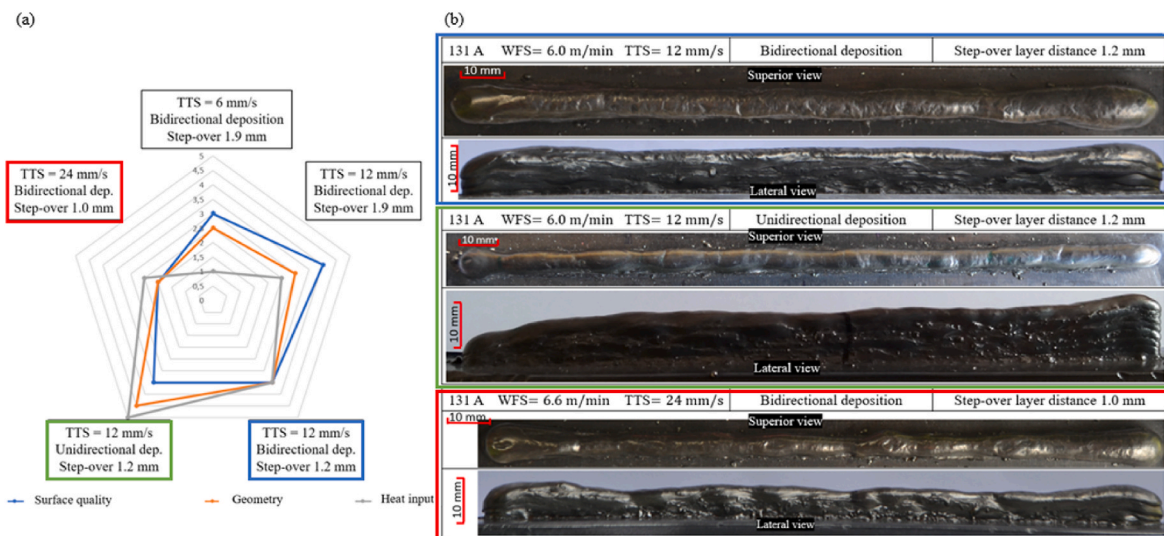 (a)
TTS = 6 mm/s
Bidirectional deposition
Step-over 1.9 mm
TTS = 24 mm/s
Bidirectional dep.
Step-over 1.0 mm
TTS = 12 mm/s
Bidirectional dep.
Step-over 1.9 mm
5
4,5
4
3,5
3
2,5
2
1,5
1
0,5
0
TTS = 12 mm/s
Unidirectional dep.
Step-over 1.2 mm
TTS = 12 mm/s
Bidirectional dep.
Step-over 1.2 mm
Surface quality
Geometry
Heat input
(b)
131 A WFS= 6.0 m/min TTS= 12 mm/s Bidirectional deposition Step-over layer distance 1.2 mm
Superior view
10 mm
10 mm
Lateral view
131 A WFS= 6.0 m/min TTS= 12 mm/s Unidirectional deposition Step-over layer distance 1.2 mm
Superior view
10 mm
10 mm
Lateral view
131 A WFS= 6.6 m/min TTS= 24 mm/s Bidirectional deposition Step-over layer distance 1.0 mm
Superior view
10 mm
10 mm
Lateral view